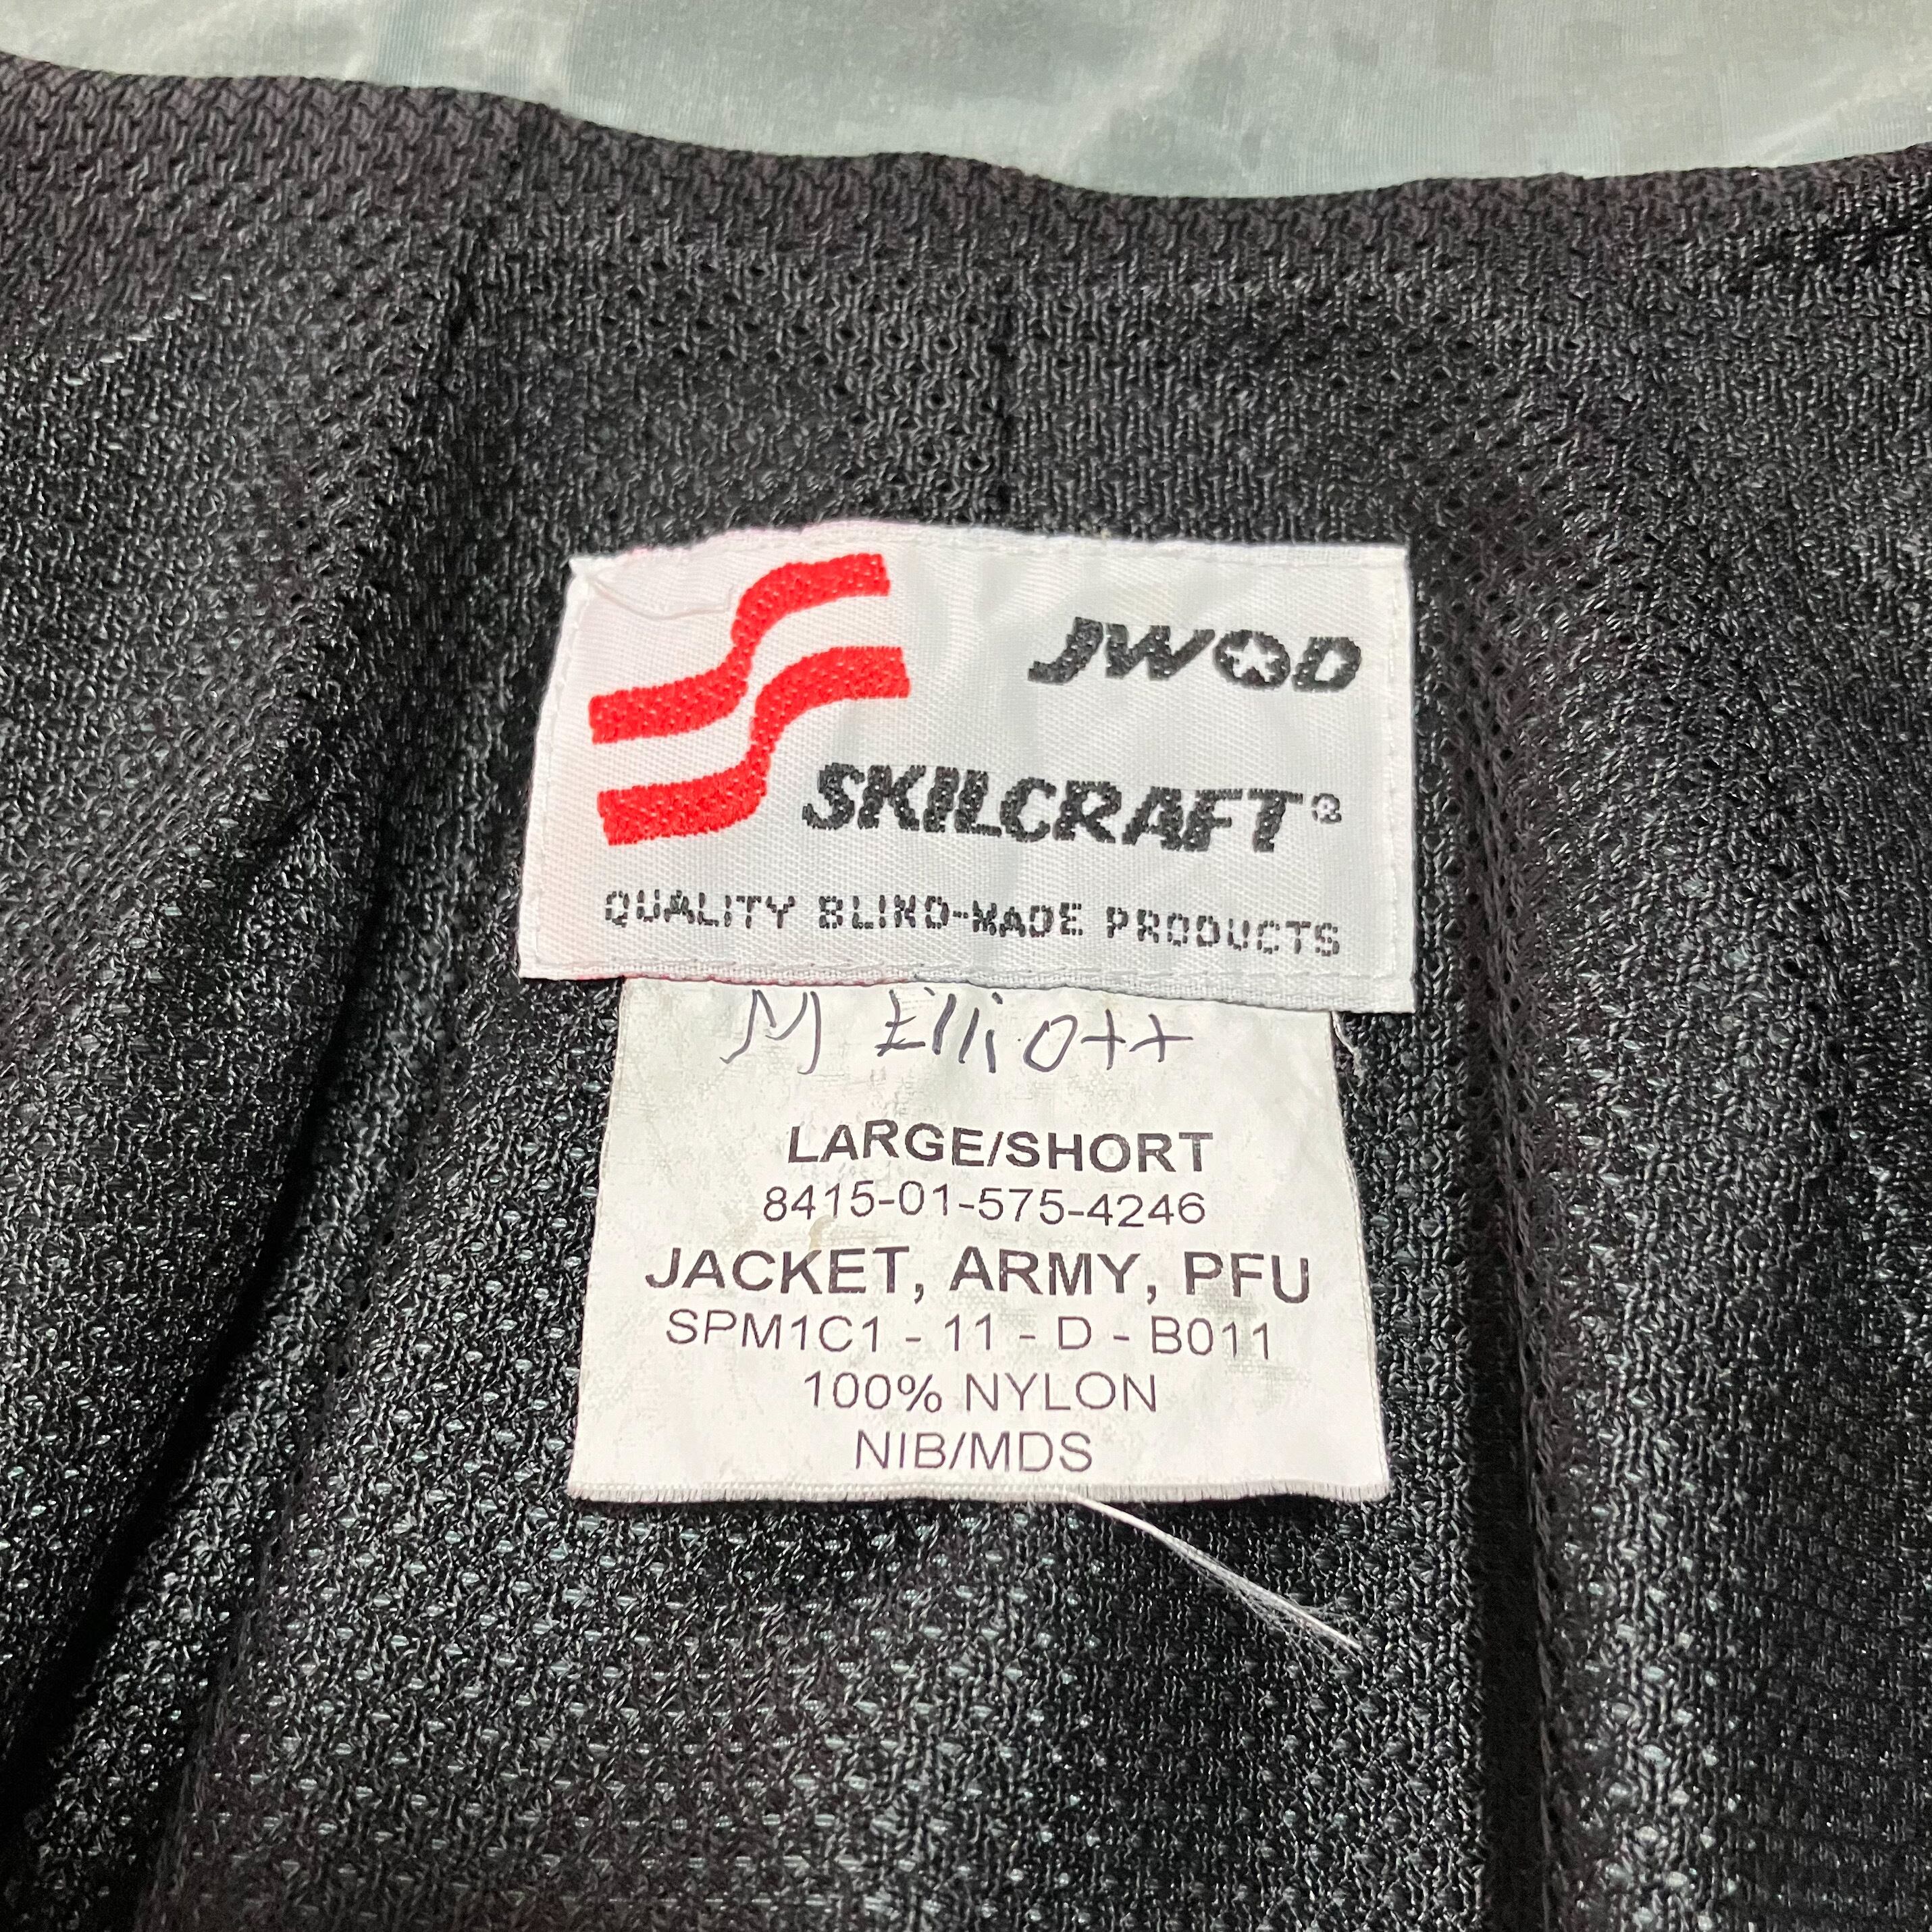 JWOD
SKILCRAFT®
QUALITY BLIND-MADE PRODUCTS
M Elliott
LARGE/SHORT
8415-01-575-4246
JACKET, ARMY, PFU
SPM1C1 - 11 - D - B011
100% NYLON
NIB/MDS